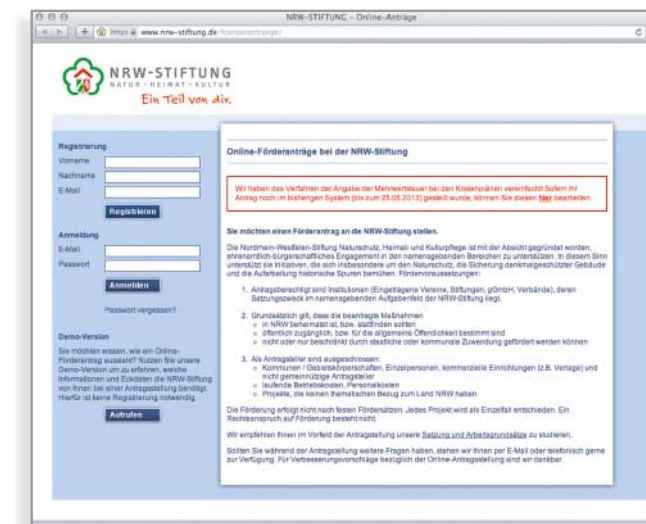 NRW-STIFTUNG – Online-Anträge
https www.nrw-stiftung.de/foerderantraege/
NRW-STIFTUNG
NATUR · HEIMAT · KULTUR
Ein Teil von dir.
Registrierung
Vorname
Nachname
E-Mail
Registrieren
Anmeldung
E-Mail
Passwort
Anmelden
Passwort vergessen?
Demo-Version
Sie möchten wissen, wie ein Online-
Förderantrag aussieht? Nutzen Sie unsere
Demo-Version um zu erfahren, welche
Informationen und Eckdaten die NRW-Stiftung
von Ihnen bei einer Antragsstellung benötigt.
Hierfür ist keine Registrierung notwendig.
Aufrufen
Online-Förderanträge bei der NRW-Stiftung
Wir haben das Verfahren der Angabe der Mehrwertsteuer bei den Kostenplänen vereinfacht! Sofern Ihr
Antrag noch im bisherigen System (bis zum 25.06.2013) gestellt wurde, können Sie diesen hier bearbeiten.
Sie möchten einen Förderantrag an die NRW-Stiftung stellen.
Die Nordrhein-Westfalen-Stiftung Naturschutz, Heimat- und Kulturpflege ist mit der Absicht gegründet worden,
ehrenamtlich-bürgerschaftliches Engagement in den namensgebenden Bereichen zu unterstützen. In diesem Sinn
unterstützt sie Initiativen, die sich insbesondere um den Naturschutz, die Sicherung denkmalgeschützter Gebäude
und die Aufarbeitung historische Spuren bemühen. Fördervoraussetzungen:
1. Antragsberechtigt sind Institutionen (Eingetragene Vereine, Stiftungen, gGmbH, Verbände), deren
Satzungszweck im namensgebenden Aufgabenfeld der NRW-Stiftung liegt.
2. Grundsätzlich gilt, dass die beantragte Maßnahmen
in NRW beheimatet ist, bzw. stattfinden sollten
öffentlich zugänglich, bzw. für die allgemeine Öffentlichkeit bestimmt sind
nicht oder nur beschränkt durch staatliche oder kommunale Zuwendung gefördert werden können
3. Als Antragsteller sind ausgeschlossen:
Kommunen / Gebietskörperschaften, Einzelpersonen, kommerzielle Einrichtungen (z.B. Verlage) und
nicht gemeinnützige Antragsteller
laufende Betriebskosten, Personalkosten
Projekte, die keinen thematischen Bezug zum Land NRW haben
Die Förderung erfolgt nicht nach festen Fördersätzen. Jedes Projekt wird als Einzelfall entschieden. Ein
Rechtsanspruch auf Förderung besteht nicht.
Wir empfehlen Ihnen im Vorfeld der Antragstellung unsere Satzung und Arbeitsgrundsätze zu studieren.
Sollten Sie während der Antragstellung weitere Fragen haben, stehen wir Ihnen per E-Mail oder telefonisch gerne
zur Verfügung. Für Verbesserungsvorschläge bezüglich der Online-Antragsstellung sind wir dankbar.